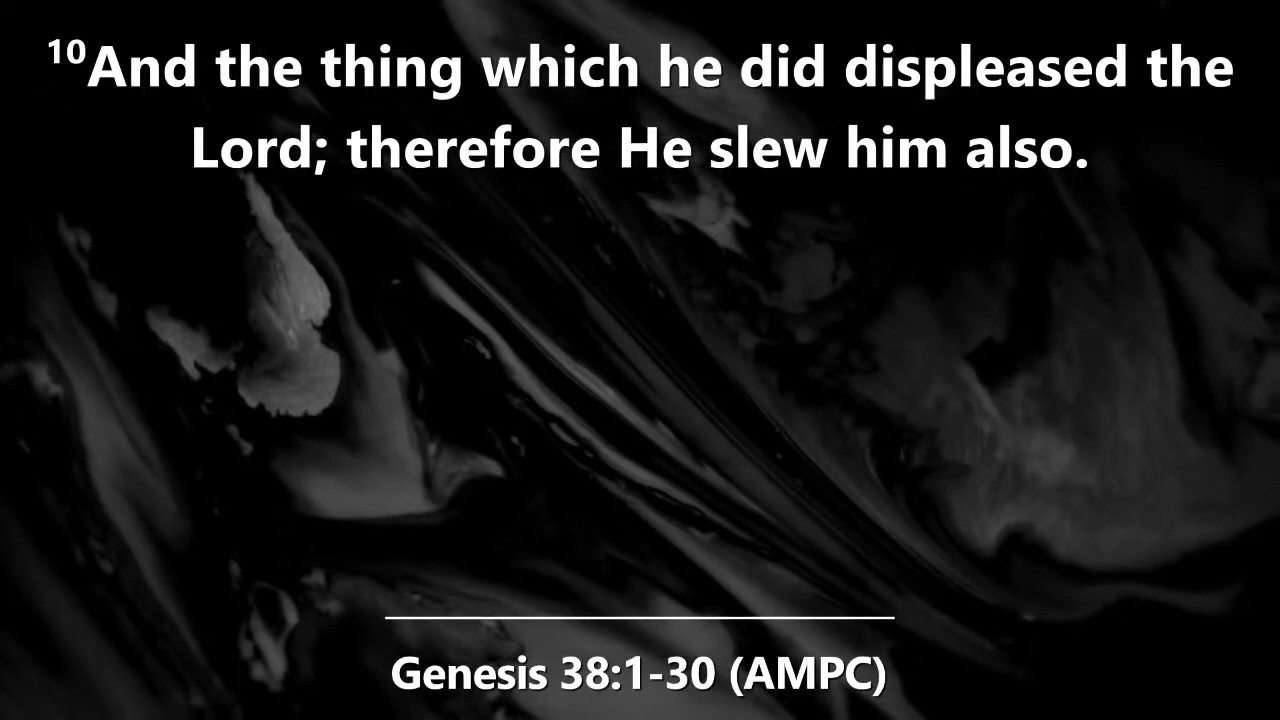 10And the thing which he did displeased the
Lord; therefore He slew him also.
Genesis 38:1-30 (AMPC)